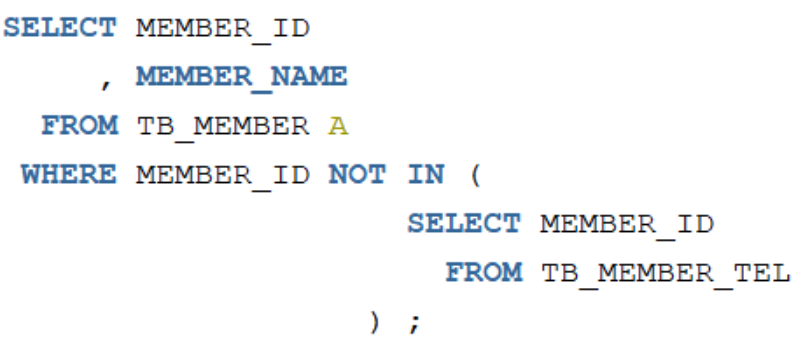 SELECT MEMBER_ID
, MEMBER_NAME
FROM TB_MEMBER A
WHERE MEMBER_ID NOT IN (
SELECT MEMBER_ID
FROM TB_MEMBER_TEL
) ;